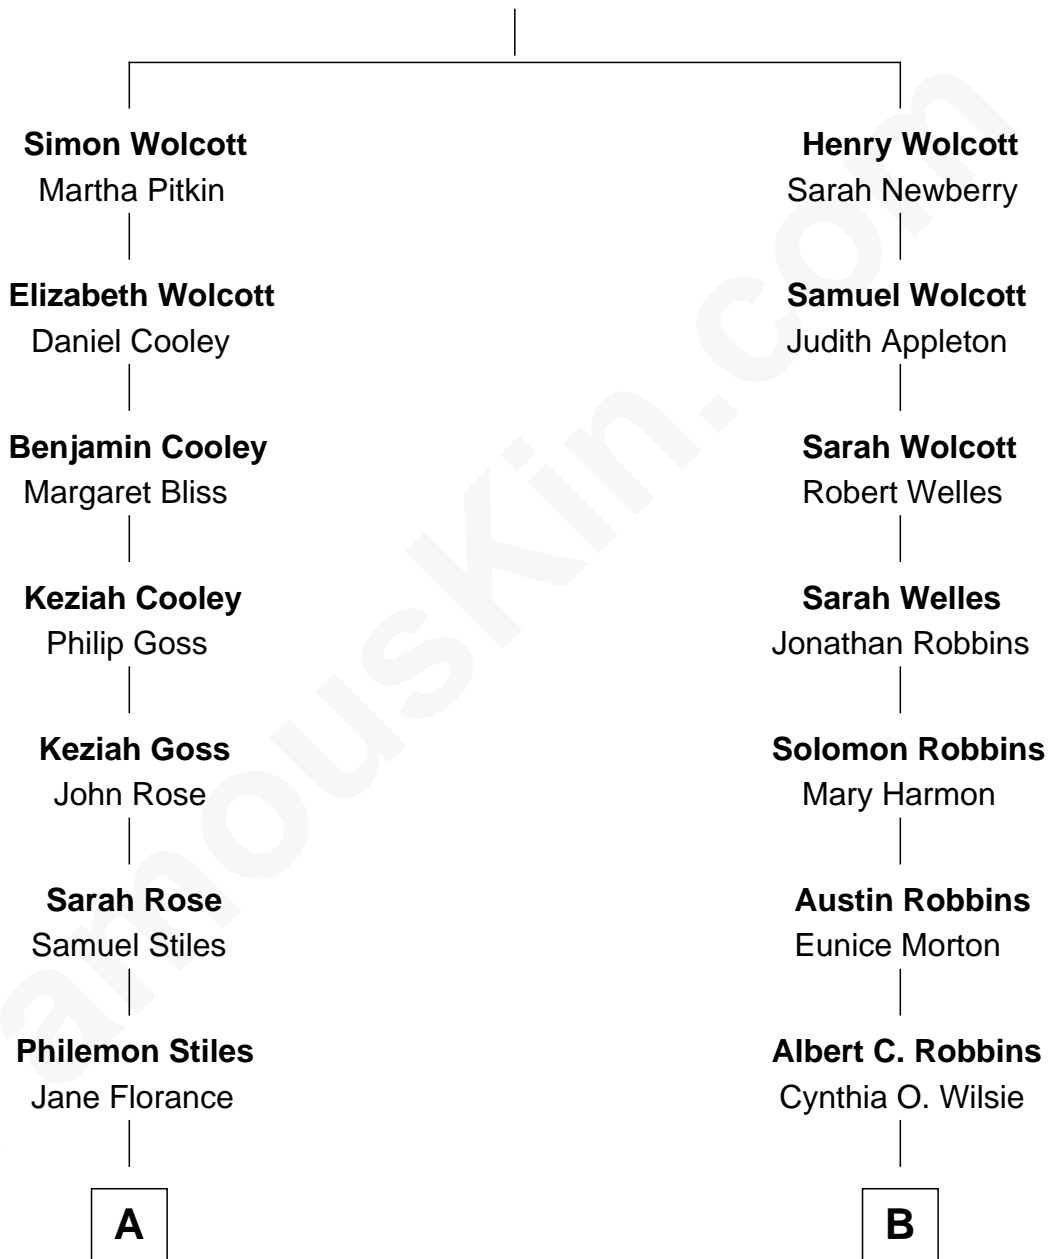 Simon Wolcott
Martha Pitkin
Elizabeth Wolcott
Daniel Cooley
Benjamin Cooley
Margaret Bliss
Keziah Cooley
Philip Goss
Keziah Goss
John Rose
Sarah Rose
Samuel Stiles
Philemon Stiles
Jane Florance
A
Henry Wolcott
Sarah Newberry
Samuel Wolcott
Judith Appleton
Sarah Wolcott
Robert Welles
Sarah Welles
Jonathan Robbins
Solomon Robbins
Mary Harmon
Austin Robbins
Eunice Morton
Albert C. Robbins
Cynthia O. Wilsie
B
amouskin.com